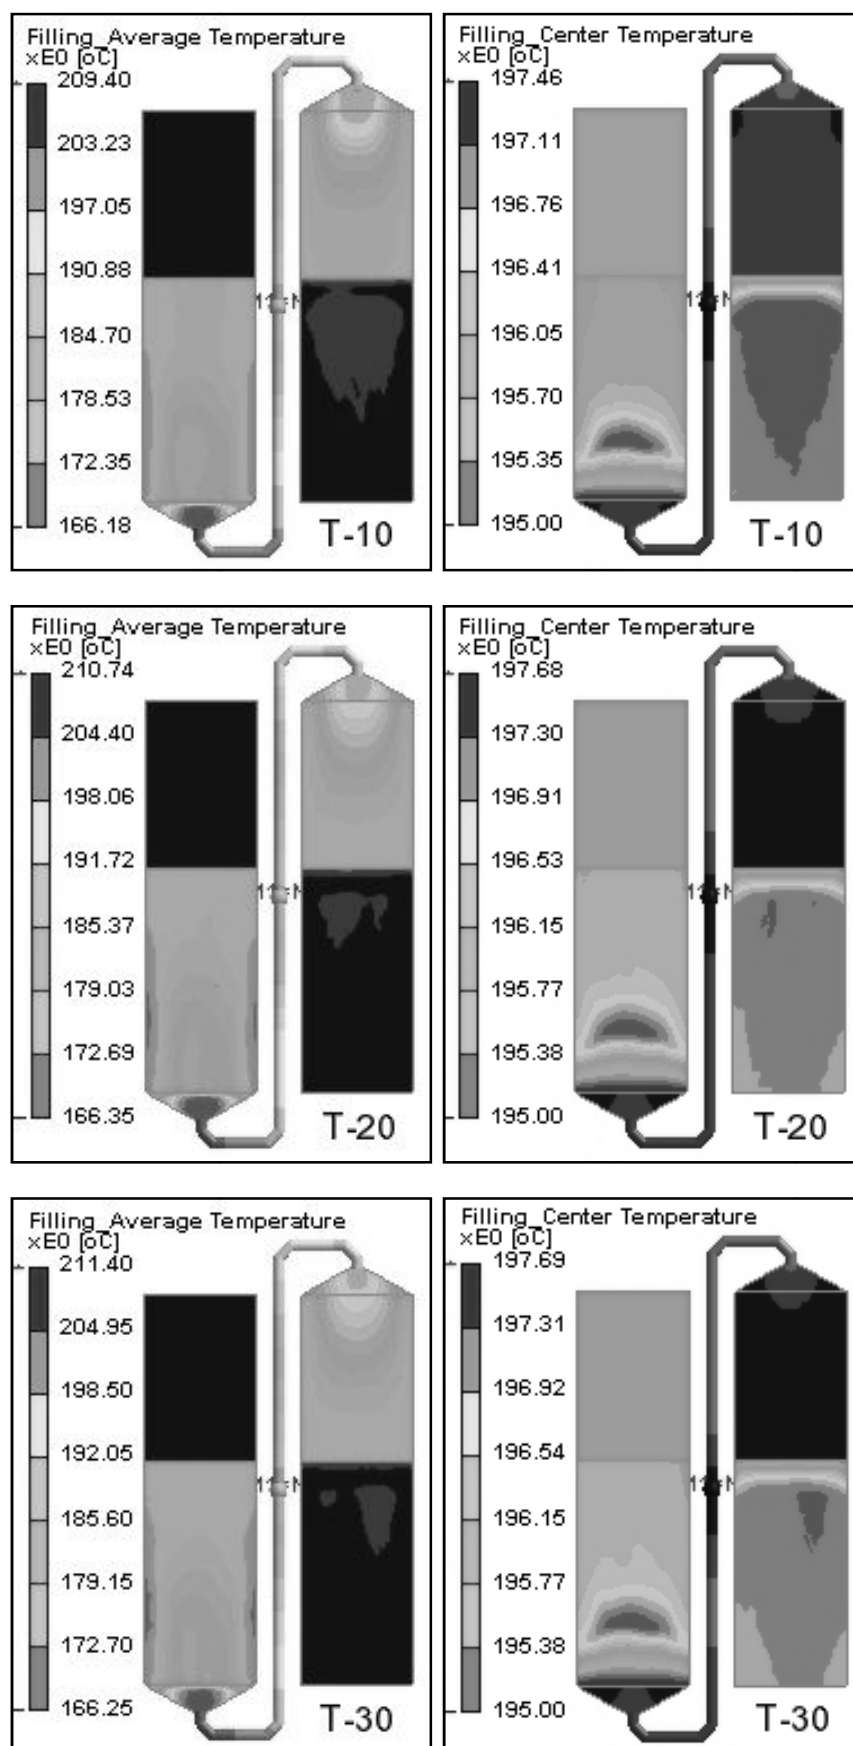 Filling_Average Temperature
xE0 [oC]
209.40
203.23
197.05
190.88
184.70
178.53
172.35
166.18
T-10
Filling_Center Temperature
xE0 [oC]
197.46
197.11
196.76
196.41
196.05
195.70
195.35
195.00
T-10
Filling_Average Temperature
xE0 [oC]
210.74
204.40
198.06
191.72
185.37
179.03
172.69
166.35
T-20
Filling_Center Temperature
xE0 [oC]
197.68
197.30
196.91
196.53
196.15
195.77
195.38
195.00
T-20
Filling_Average Temperature
xE0 [oC]
211.40
204.95
198.50
192.05
185.60
179.15
172.70
166.25
T-30
Filling_Center Temperature
xE0 [oC]
197.69
197.31
196.92
196.54
196.15
195.77
195.38
195.00
T-30